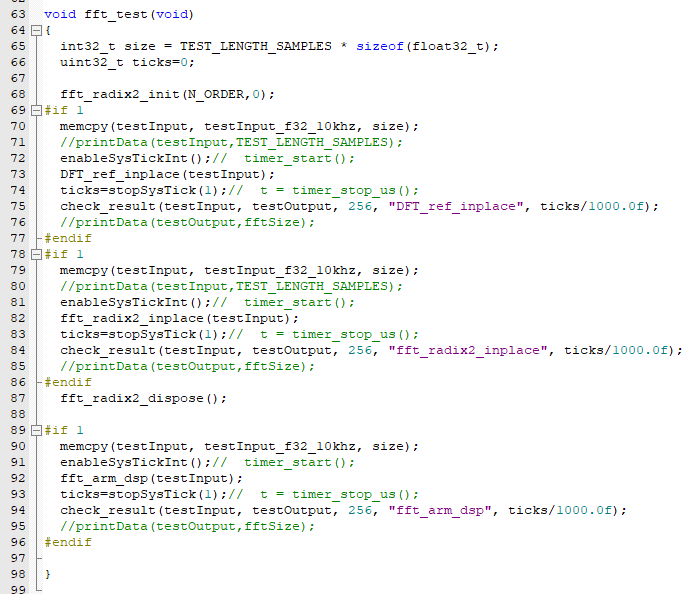 63 void fft_test(void)
64 {
65 int32_t size = TEST_LENGTH_SAMPLES * sizeof(float32_t);
66 uint32_t ticks=0;
67
68 fft_radix2_init(N_ORDER,0);
69 #if 1
70 memcpy(testInput, testInput_f32_10khz, size);
71 //printData(testInput,TEST_LENGTH_SAMPLES);
72 enableSysTickInt();//  timer_start();
73 DFT_ref_inplace(testInput);
74 ticks=stopSysTick(1);//  t = timer_stop_us();
75 check_result(testInput, testOutput, 256, "DFT_ref_inplace", ticks/1000.0f);
76 //printData(testOutput,fftSize);
77 #endif
78 #if 1
79 memcpy(testInput, testInput_f32_10khz, size);
80 //printData(testInput,TEST_LENGTH_SAMPLES);
81 enableSysTickInt();//  timer_start();
82 fft_radix2_inplace(testInput);
83 ticks=stopSysTick(1);//  t = timer_stop_us();
84 check_result(testInput, testOutput, 256, "fft_radix2_inplace", ticks/1000.0f);
85 //printData(testOutput,fftSize);
86 #endif
87 fft_radix2_dispose();
88
89 #if 1
90 memcpy(testInput, testInput_f32_10khz, size);
91 enableSysTickInt();//  timer_start();
92 fft_arm_dsp(testInput);
93 ticks=stopSysTick(1);//  t = timer_stop_us();
94 check_result(testInput, testOutput, 256, "fft_arm_dsp", ticks/1000.0f);
95 //printData(testOutput,fftSize);
96 #endif
97
98 }
99